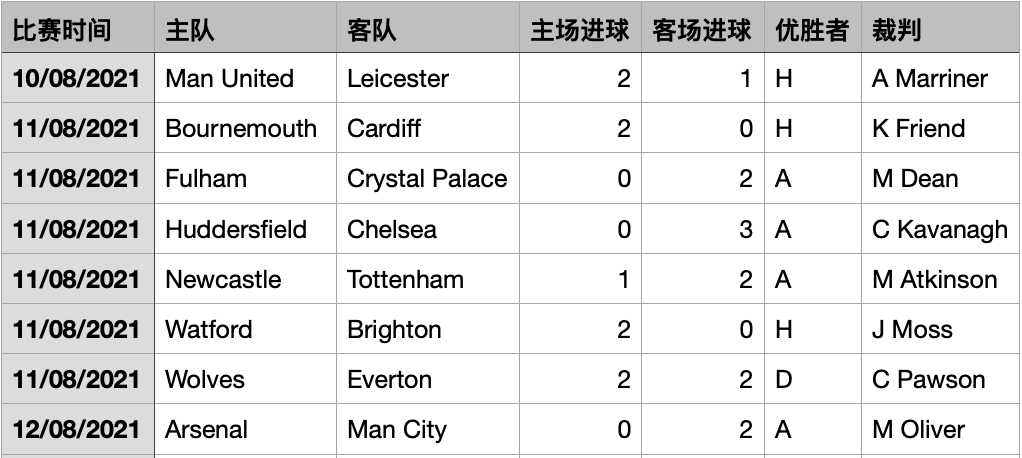 比赛时间 主队 客队 主场进球 客场进球 优胜者 裁判
10/08/2021 Man United Leicester 2 1 H A Marriner
11/08/2021 Bournemouth Cardiff 2 0 H K Friend
11/08/2021 Fulham Crystal Palace 0 2 A M Dean
11/08/2021 Huddersfield Chelsea 0 3 A C Kavanagh
11/08/2021 Newcastle Tottenham 1 2 A M Atkinson
11/08/2021 Watford Brighton 2 0 H J Moss
11/08/2021 Wolves Everton 2 2 D C Pawson
12/08/2021 Arsenal Man City 0 2 A M Oliver